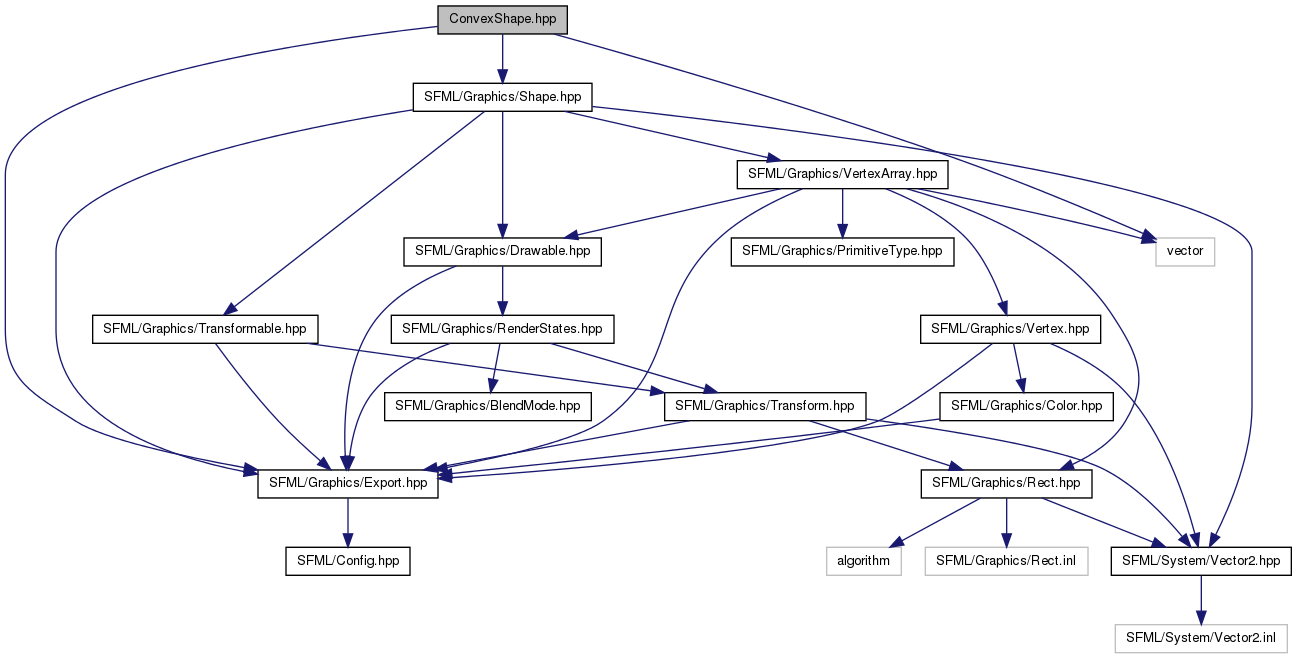 ConvexShape.hpp
SFML/Graphics/Shape.hpp
SFML/Graphics/VertexArray.hpp
SFML/Graphics/Drawable.hpp
SFML/Graphics/PrimitiveType.hpp
vector
SFML/Graphics/Transformable.hpp
SFML/Graphics/RenderStates.hpp
SFML/Graphics/Vertex.hpp
SFML/Graphics/BlendMode.hpp
SFML/Graphics/Transform.hpp
SFML/Graphics/Color.hpp
SFML/Graphics/Export.hpp
SFML/Graphics/Rect.hpp
SFML/Config.hpp
algorithm
SFML/Graphics/Rect.inl
SFML/System/Vector2.hpp
SFML/System/Vector2.inl